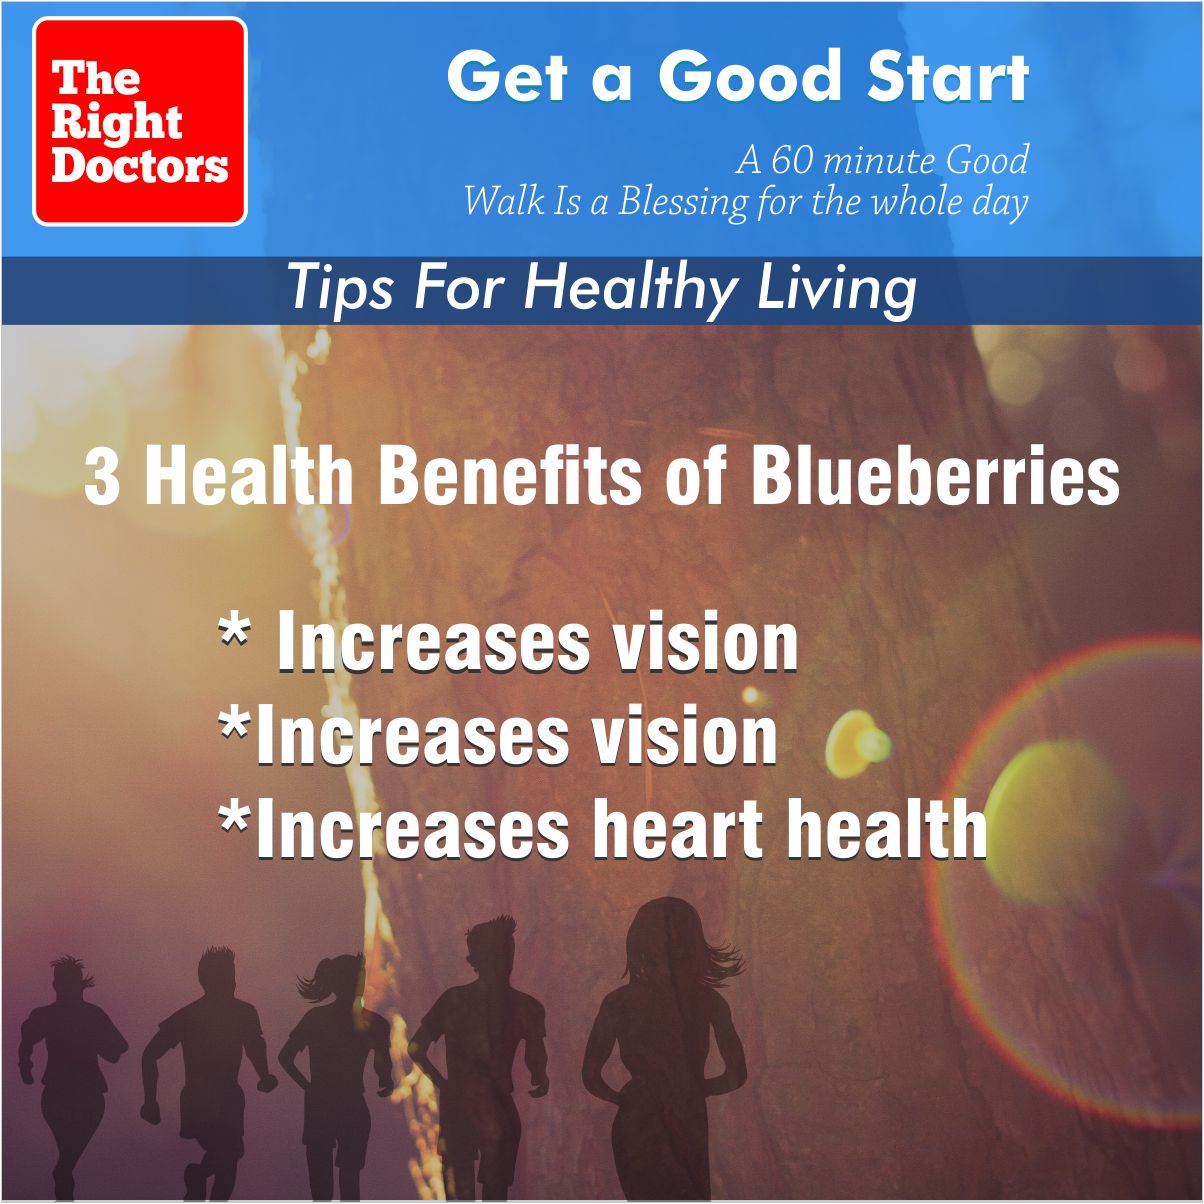 The
Right
Doctors
Get a Good Start
A 60 minute Good
Walk Is a Blessing for the whole day
Tips For Healthy Living
3 Health Benefits of Blueberries
* Increases vision
*Increases vision
*Increases heart health